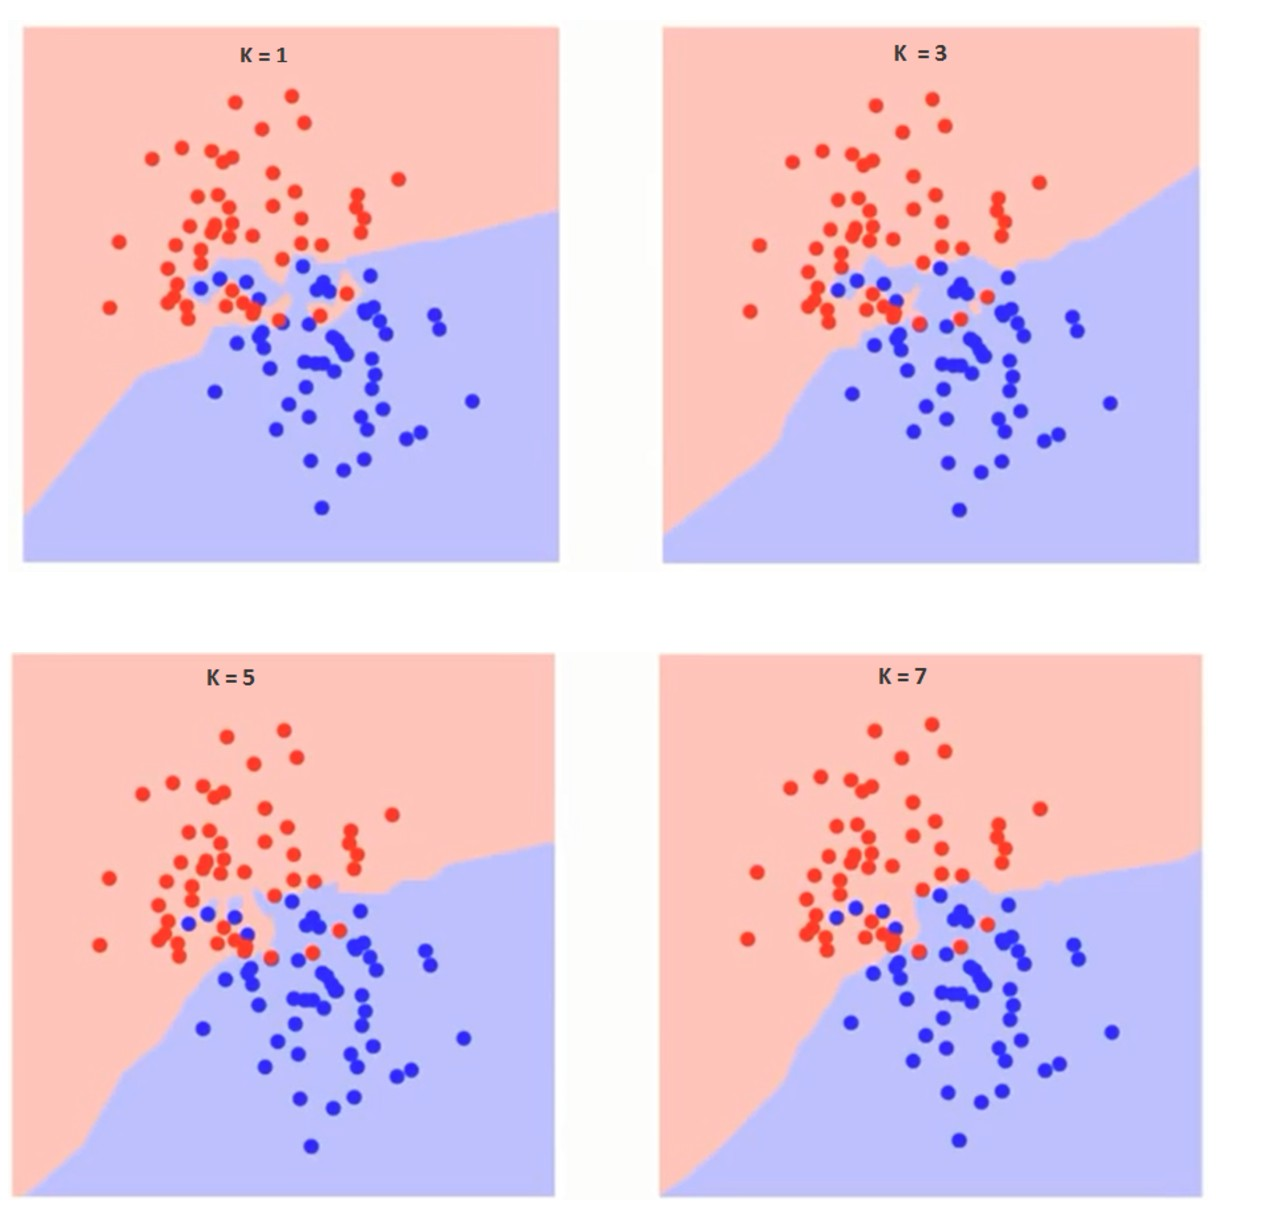 K = 1
K = 3
K = 5
K = 7